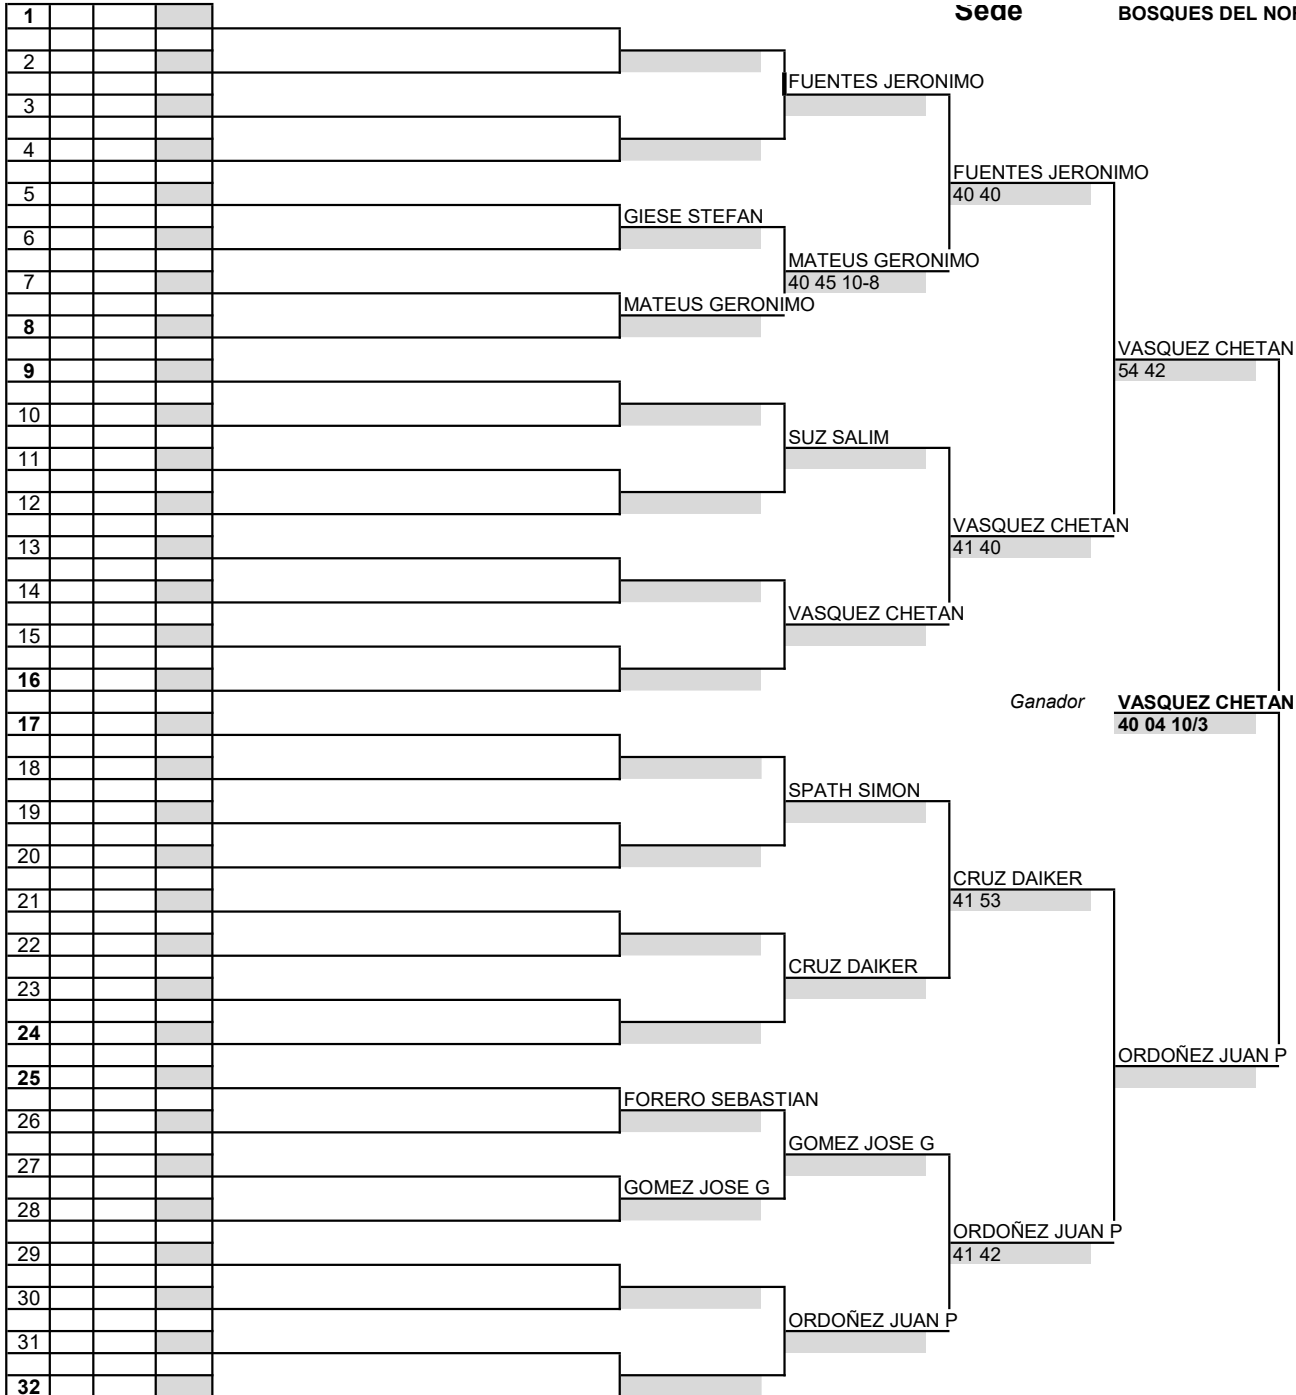 1 Sede BOSQUES DEL NOR
2
FUENTES JERONIMO
3
4
FUENTES JERONIMO
5 40 40
GIESE STEFAN
6
MATEUS GERONIMO
7 40 45 10-8
MATEUS GERONIMO
8
VASQUEZ CHETAN
9 54 42
10
SUZ SALIM
11
12
VASQUEZ CHETAN
13 41 40
14
VASQUEZ CHETAN
15
16
Ganador VASQUEZ CHETAN
17 40 04 10/3
18
SPATH SIMON
19
20
CRUZ DAIKER
21 41 53
22
CRUZ DAIKER
23
24
ORDOÑEZ JUAN P
25
FORERO SEBASTIAN
26
GOMEZ JOSE G
27
GOMEZ JOSE G
28
ORDOÑEZ JUAN P
29 41 42
30
ORDOÑEZ JUAN P
31
32